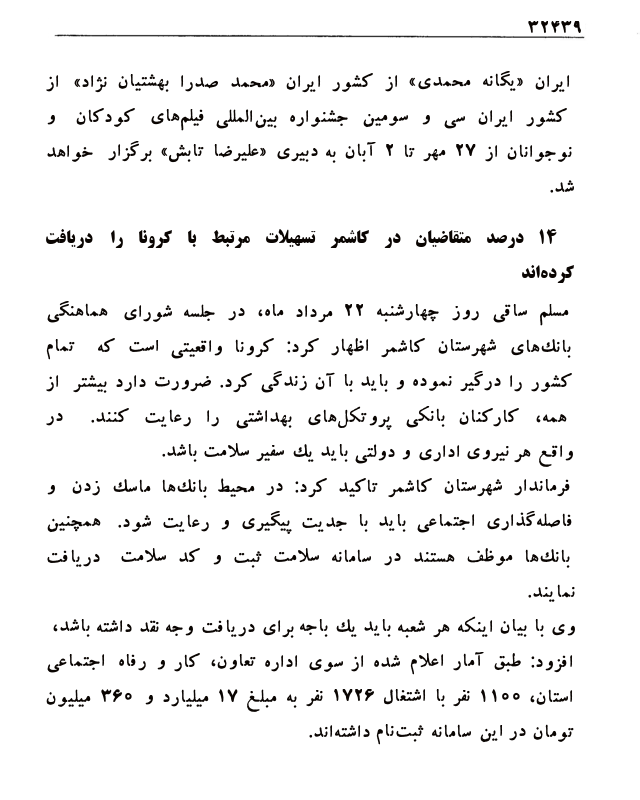 ۳۲۴۳۹
ایران «یگانه محمدی» از کشور ایران «محمد صدرا بهشتیان نژاد» از
کشور ایران سی و سومین جشنواره بین‌المللی فیلم‌های کودکان و
نوجوانان از ۲۷ مهر تا ۲ آبان به دبیری «علیرضا تابش» برگزار خواهد
شد.
۱۴ درصد متقاضیان در کاشمر تسهیلات مرتبط با کرونا را دریافت
کرده‌اند
مسلم ساقی روز چهارشنبه ۲۲ مرداد ماه، در جلسه شورای هماهنگی
بانک‌های شهرستان کاشمر اظهار کرد: کرونا واقعیتی است که تمام
کشور را درگیر نموده و باید با آن زندگی کرد. ضرورت دارد بیشتر از
همه، کارکنان بانکی پروتکل‌های بهداشتی را رعایت کنند. در
واقع هر نیروی اداری و دولتی باید یك سفیر سلامت باشد.
فرماندار شهرستان کاشمر تاکید کرد: در محیط بانك‌ها ماسك زدن و
فاصله‌گذاری اجتماعی باید با جدیت پیگیری و رعایت شود. همچنین
بانك‌ها موظف هستند در سامانه سلامت ثبت و کد سلامت دریافت
نمایند.
وی با بیان اینکه هر شعبه باید یك باجه برای دریافت وجه نقد داشته باشد،
افزود: طبق آمار اعلام شده از سوی اداره تعاون، کار و رفاه اجتماعی
استان، ۱۱۰۰ نفر با اشتغال ۱۷۲۶ نفر به مبلغ ۱۷ میلیارد و ۳۶۰ میلیون
تومان در این سامانه ثبت‌نام داشته‌اند.